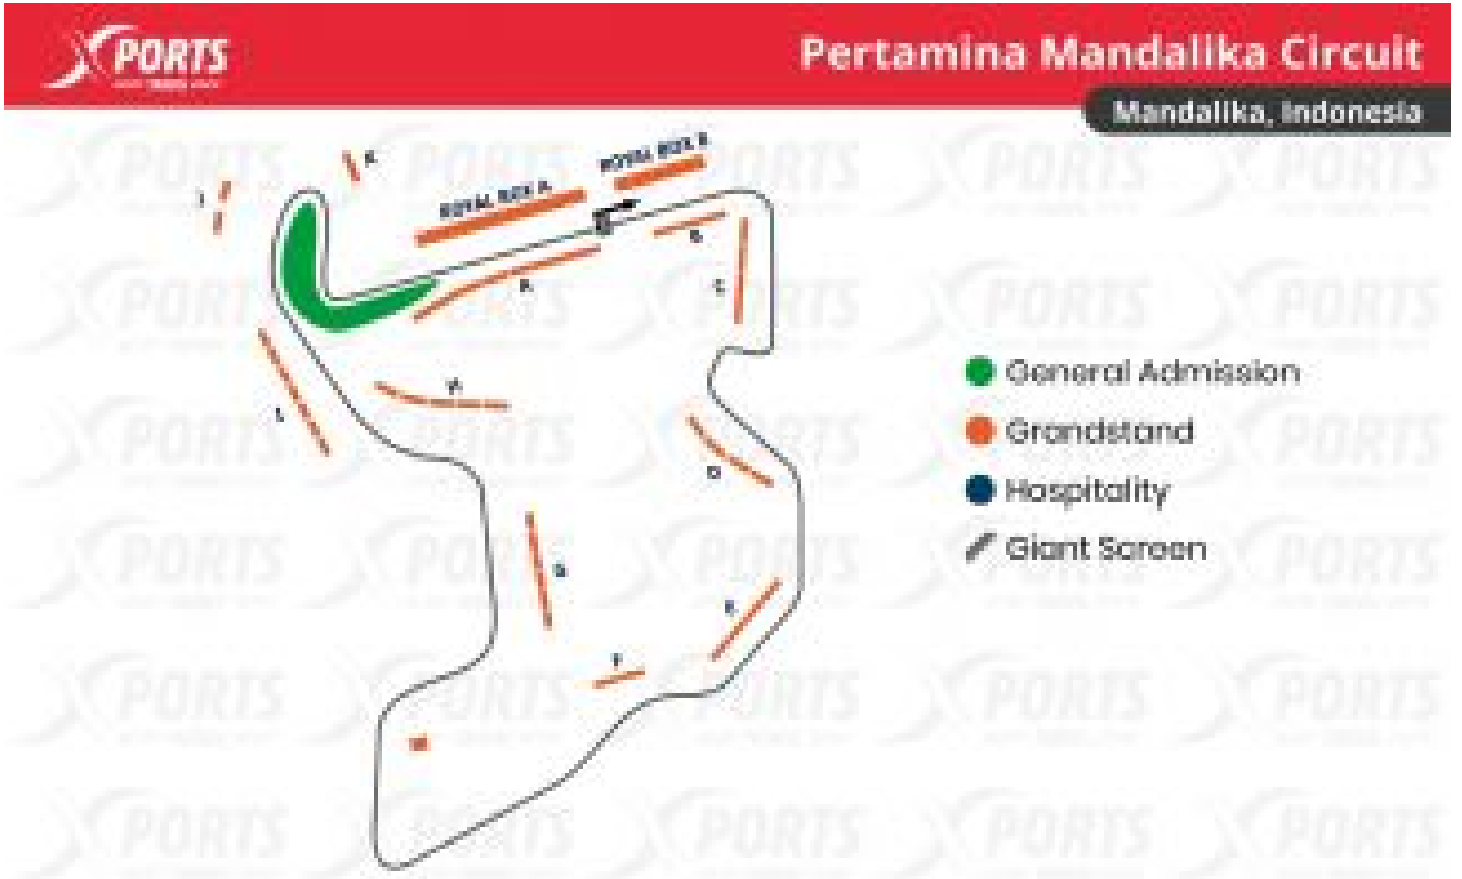 XPORTS
Pertamina Mandalika Circuit
Mandalika, Indonesia
K
J
ROYAL BOX A
ROYAL BOX B
A
B
C
H
I
D
G
E
F
General Admission
Grandstand
Hospitality
Giant Screen